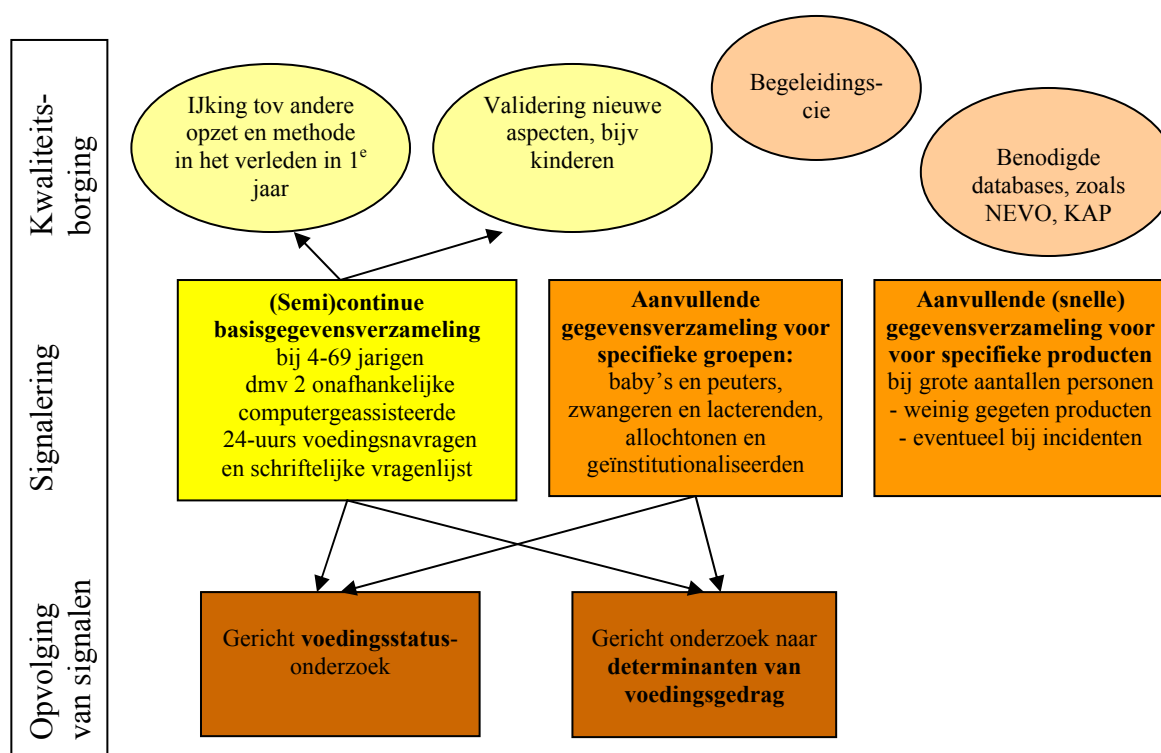 Kwaliteits-
borging
IJking tov andere
opzet en methode
in het verleden in 1e
jaar
Validering nieuwe
aspecten, bijv
kinderen
Begeleidings-
cie
Benodigde
databases, zoals
NEVO, KAP
Signalering
(Semi)continue
basisgegevensverzameling
bij 4-69 jarigen
dmv 2 onafhankelijke
computergeassisteerde
24-uurs voedingsnavragen
en schriftelijke vragenlijst
Aanvullende
gegevensverzameling voor
specifieke groepen:
baby's en peuters,
zwangeren en lacterenden,
allochtonen en
geïnstitutionaliseerden
Aanvullende (snelle)
gegevensverzameling voor
voor specifieke producten
bij grote aantallen personen
- weinig gegeten producten
- eventueel bij incidenten
Opvolging
van signalen
Gericht voedingsstatus-
onderzoek
Gericht onderzoek naar
determinanten van
voedingsgedrag